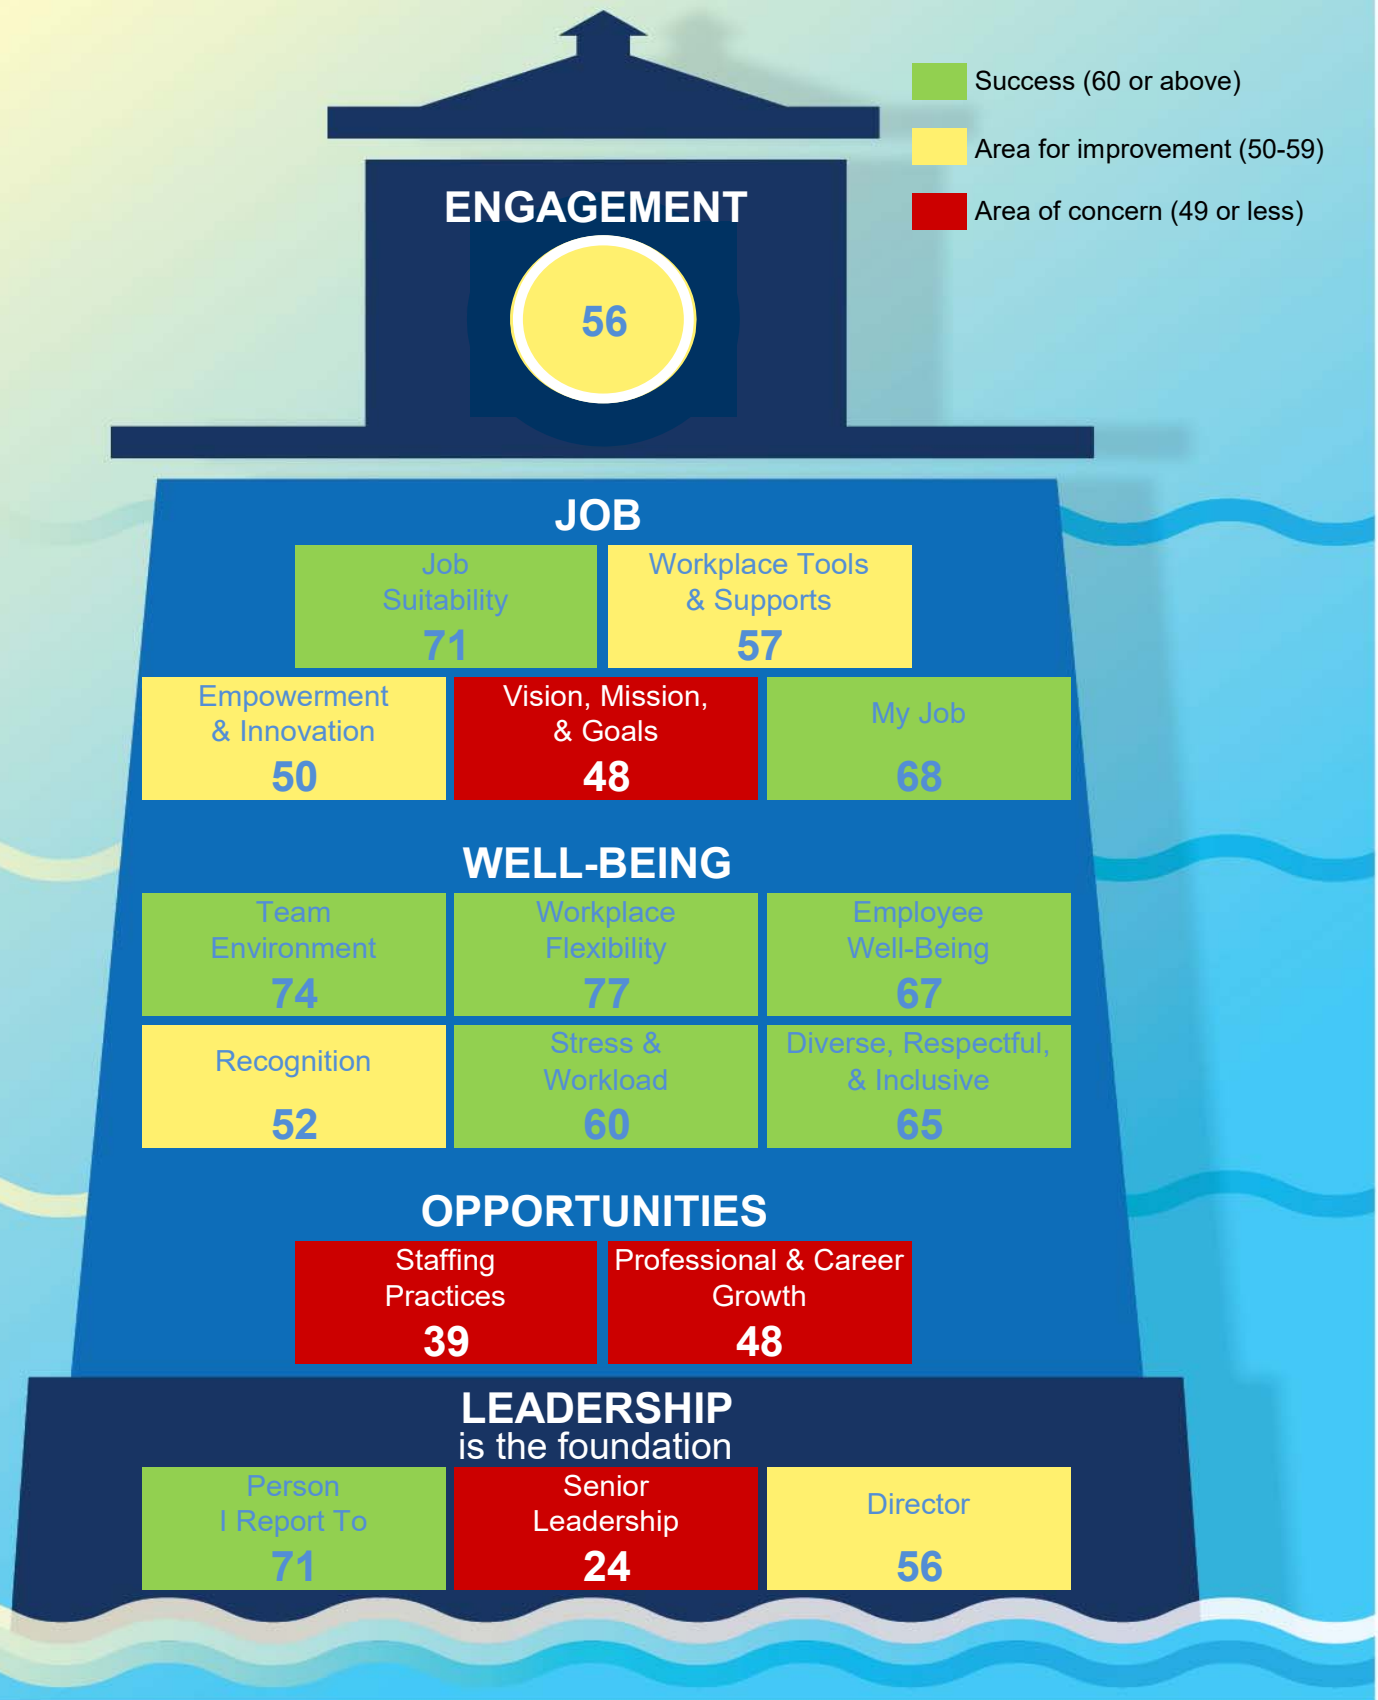 Success (60 or above)
Area for improvement (50-59)
Area of concern (49 or less)
ENGAGEMENT
56
JOB
Job
Suitability
71
Workplace Tools
& Supports
57
Empowerment
& Innovation
50
Vision, Mission,
& Goals
48
My Job
68
WELL-BEING
Team
Environment
74
Workplace
Flexibility
77
Employee
Well-Being
67
Recognition
52
Stress &
Workload
60
Diverse, Respectful,
& Inclusive
65
OPPORTUNITIES
Staffing
Practices
39
Professional & Career
Growth
48
LEADERSHIP
is the foundation
Person
I Report To
71
Senior
Leadership
24
Director
56